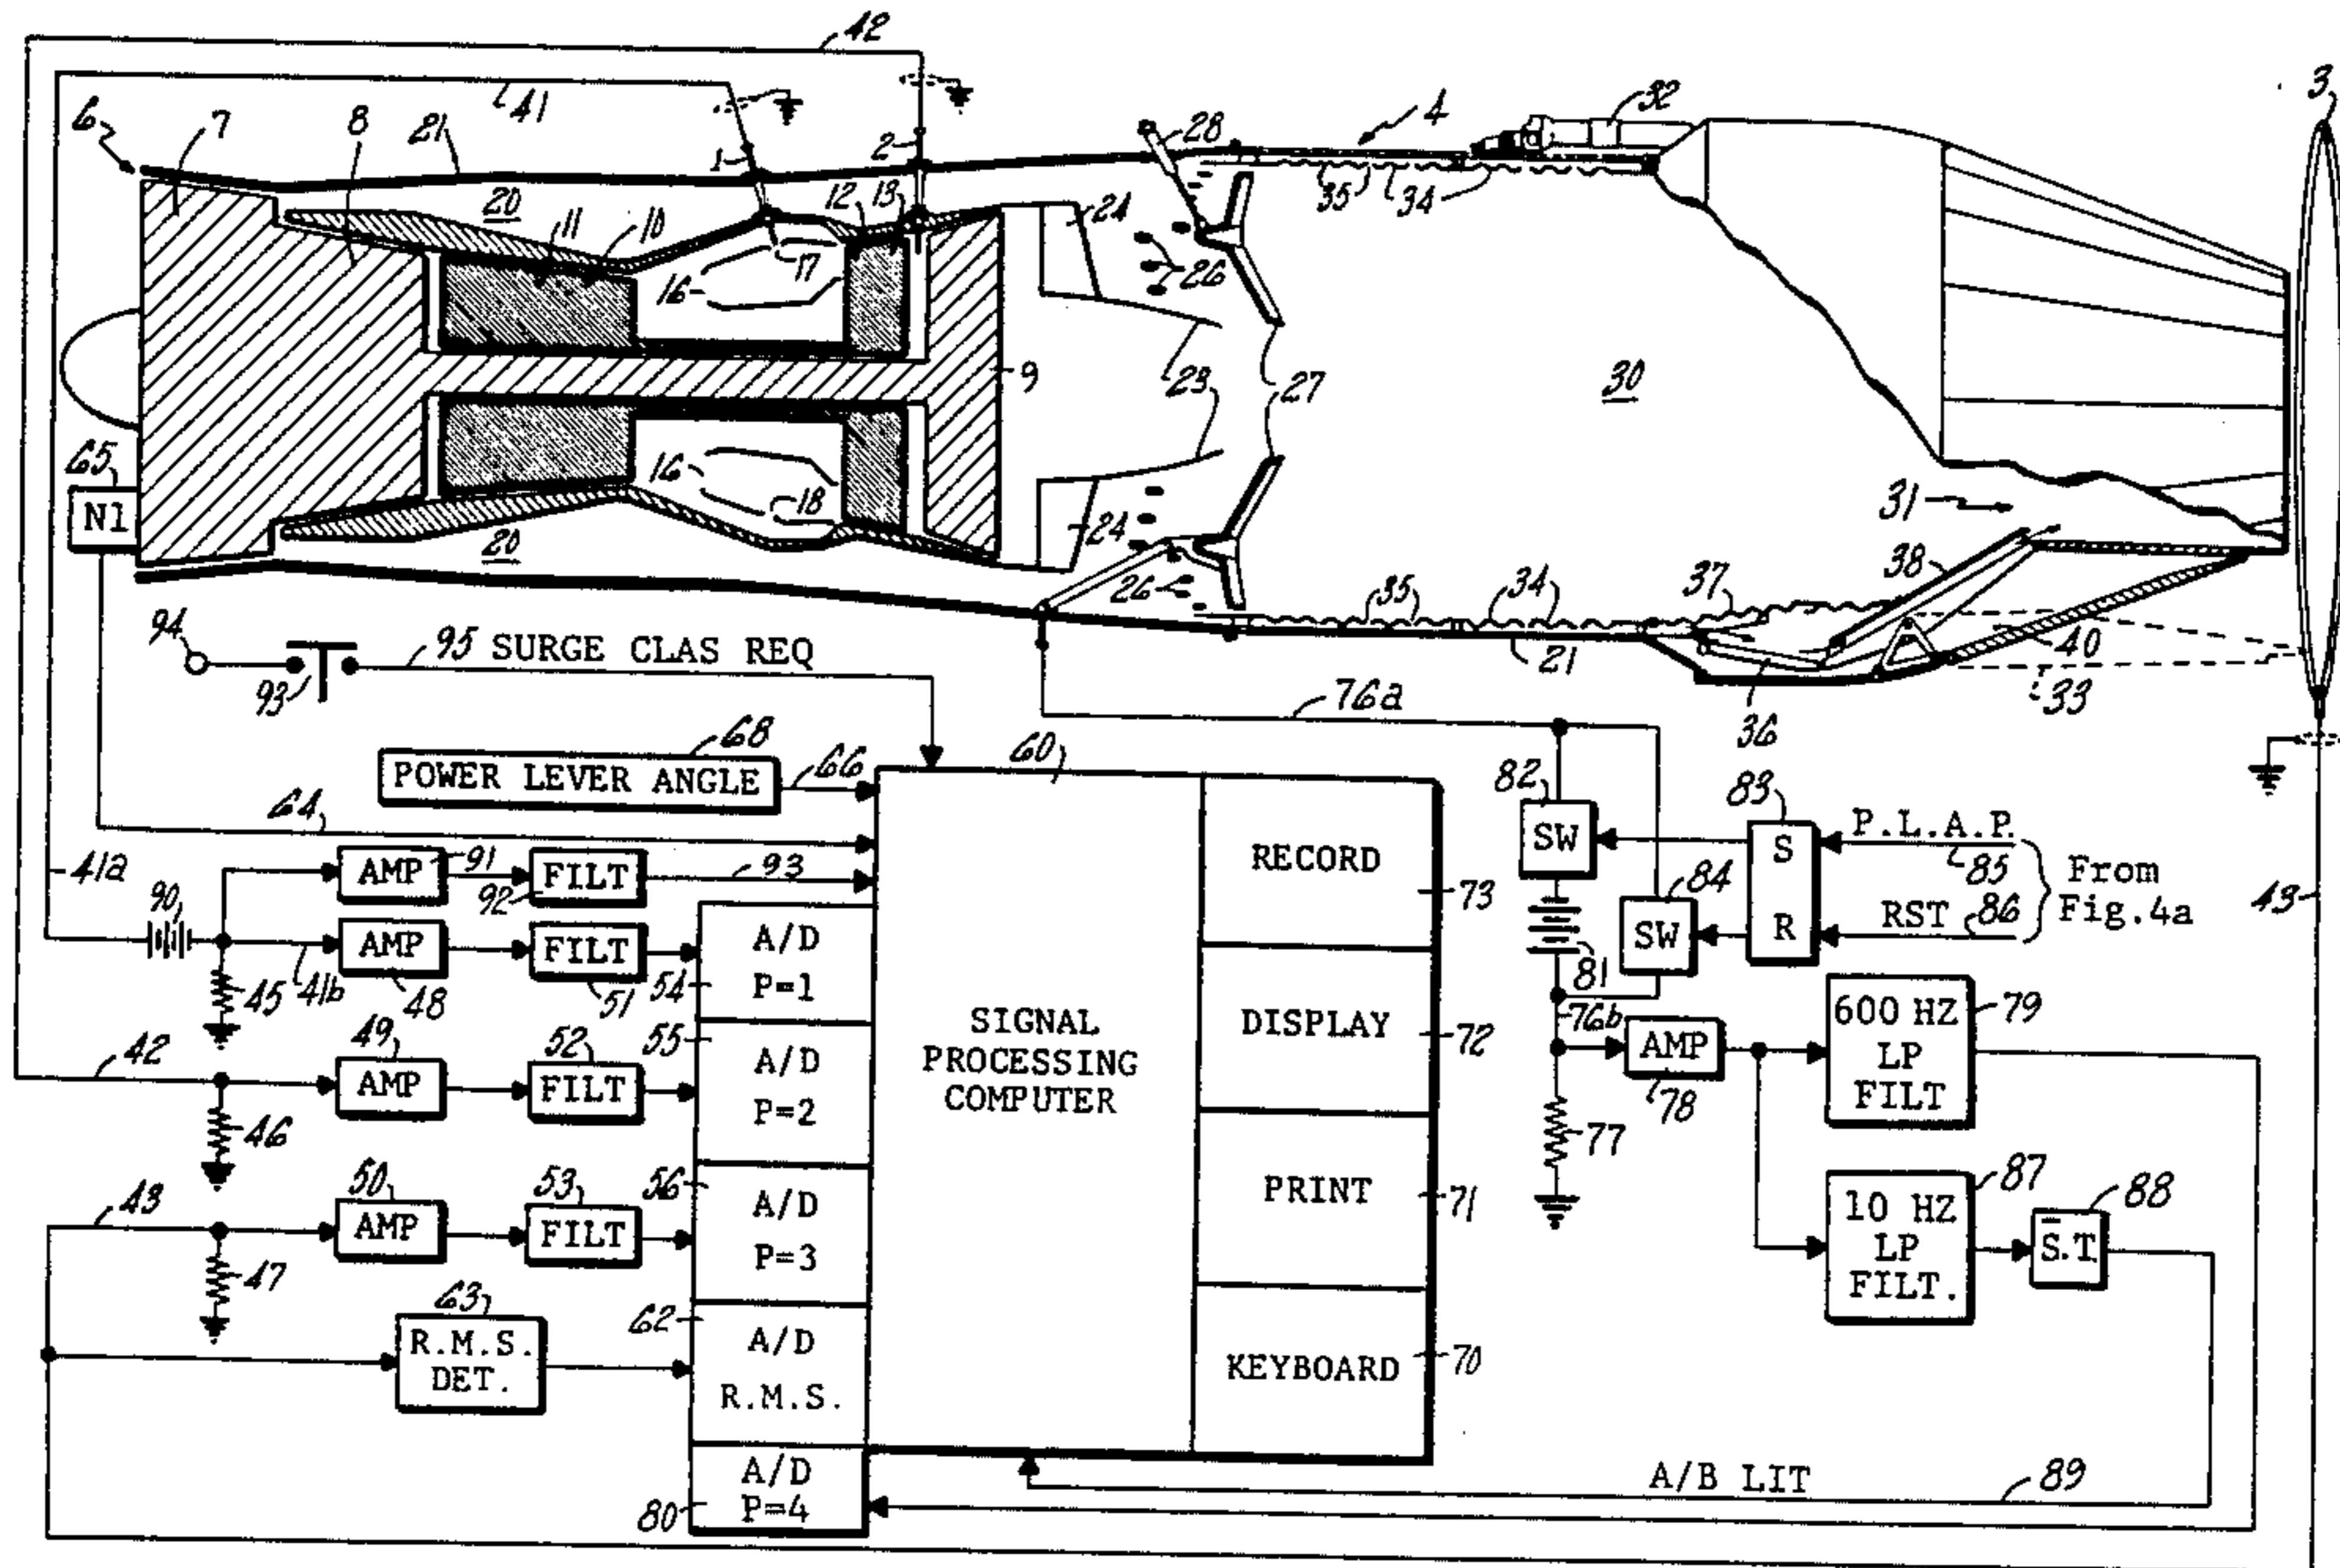 42
41
6
7
8
21
1
2
28
4
32
3
20
11
10
12
13
24
35
34
16
17
26
23
27
9
30
65
N1
16
18
20
24
26
35
34
37
38
31
21
36
40
33
94
93
95 SURGE CLAS REQ
76a
68
POWER LEVER ANGLE
66
60
64
82
SW
83
S
R
P.L.A.P.
85
RST
86
From
Fig.4a
43
84
SW
81
41a
90
AMP
91
FILT
92
93
41b
AMP
48
FILT
51
45
54
A/D
P=1
SIGNAL
PROCESSING
COMPUTER
RECORD
73
DISPLAY
72
PRINT
71
KEYBOARD
70
42
49
AMP
52
FILT
55
A/D
P=2
46
43
50
AMP
53
FILT
56
A/D
P=3
47
63
R.M.S.
DET.
62
A/D
R.M.S.
80
A/D
P=4
76b
AMP
78
77
600 HZ
LP
FILT
79
10 HZ
LP
FILT.
87
S.T.
88
A/B LIT
89